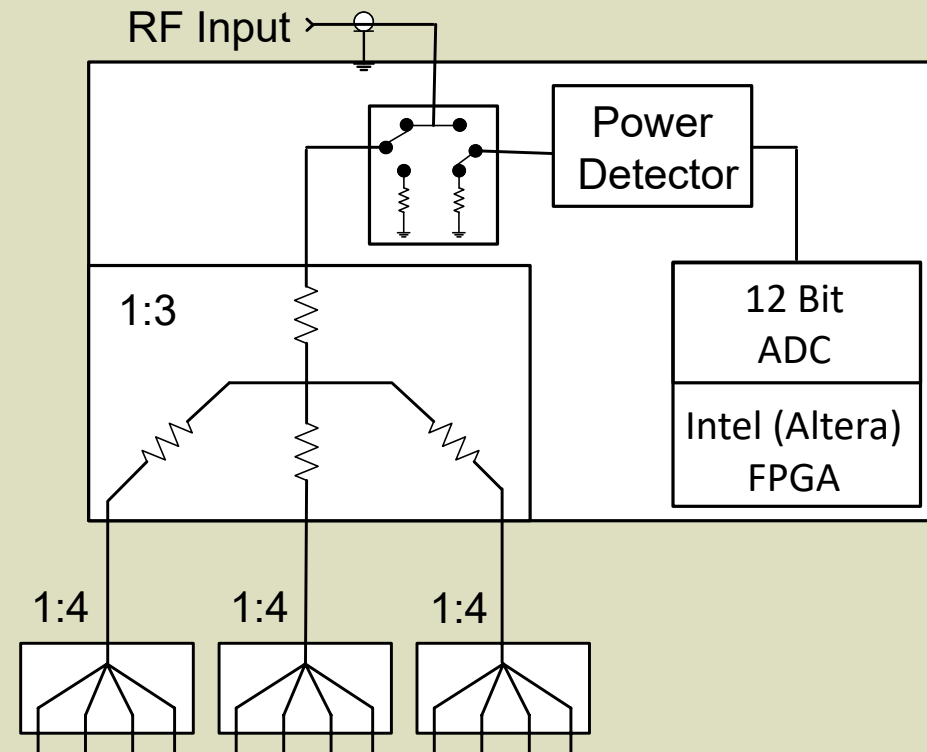 RF Input
Power
Detector
1:3
12 Bit
ADC
Intel (Altera)
FPGA
1:4
1:4
1:4